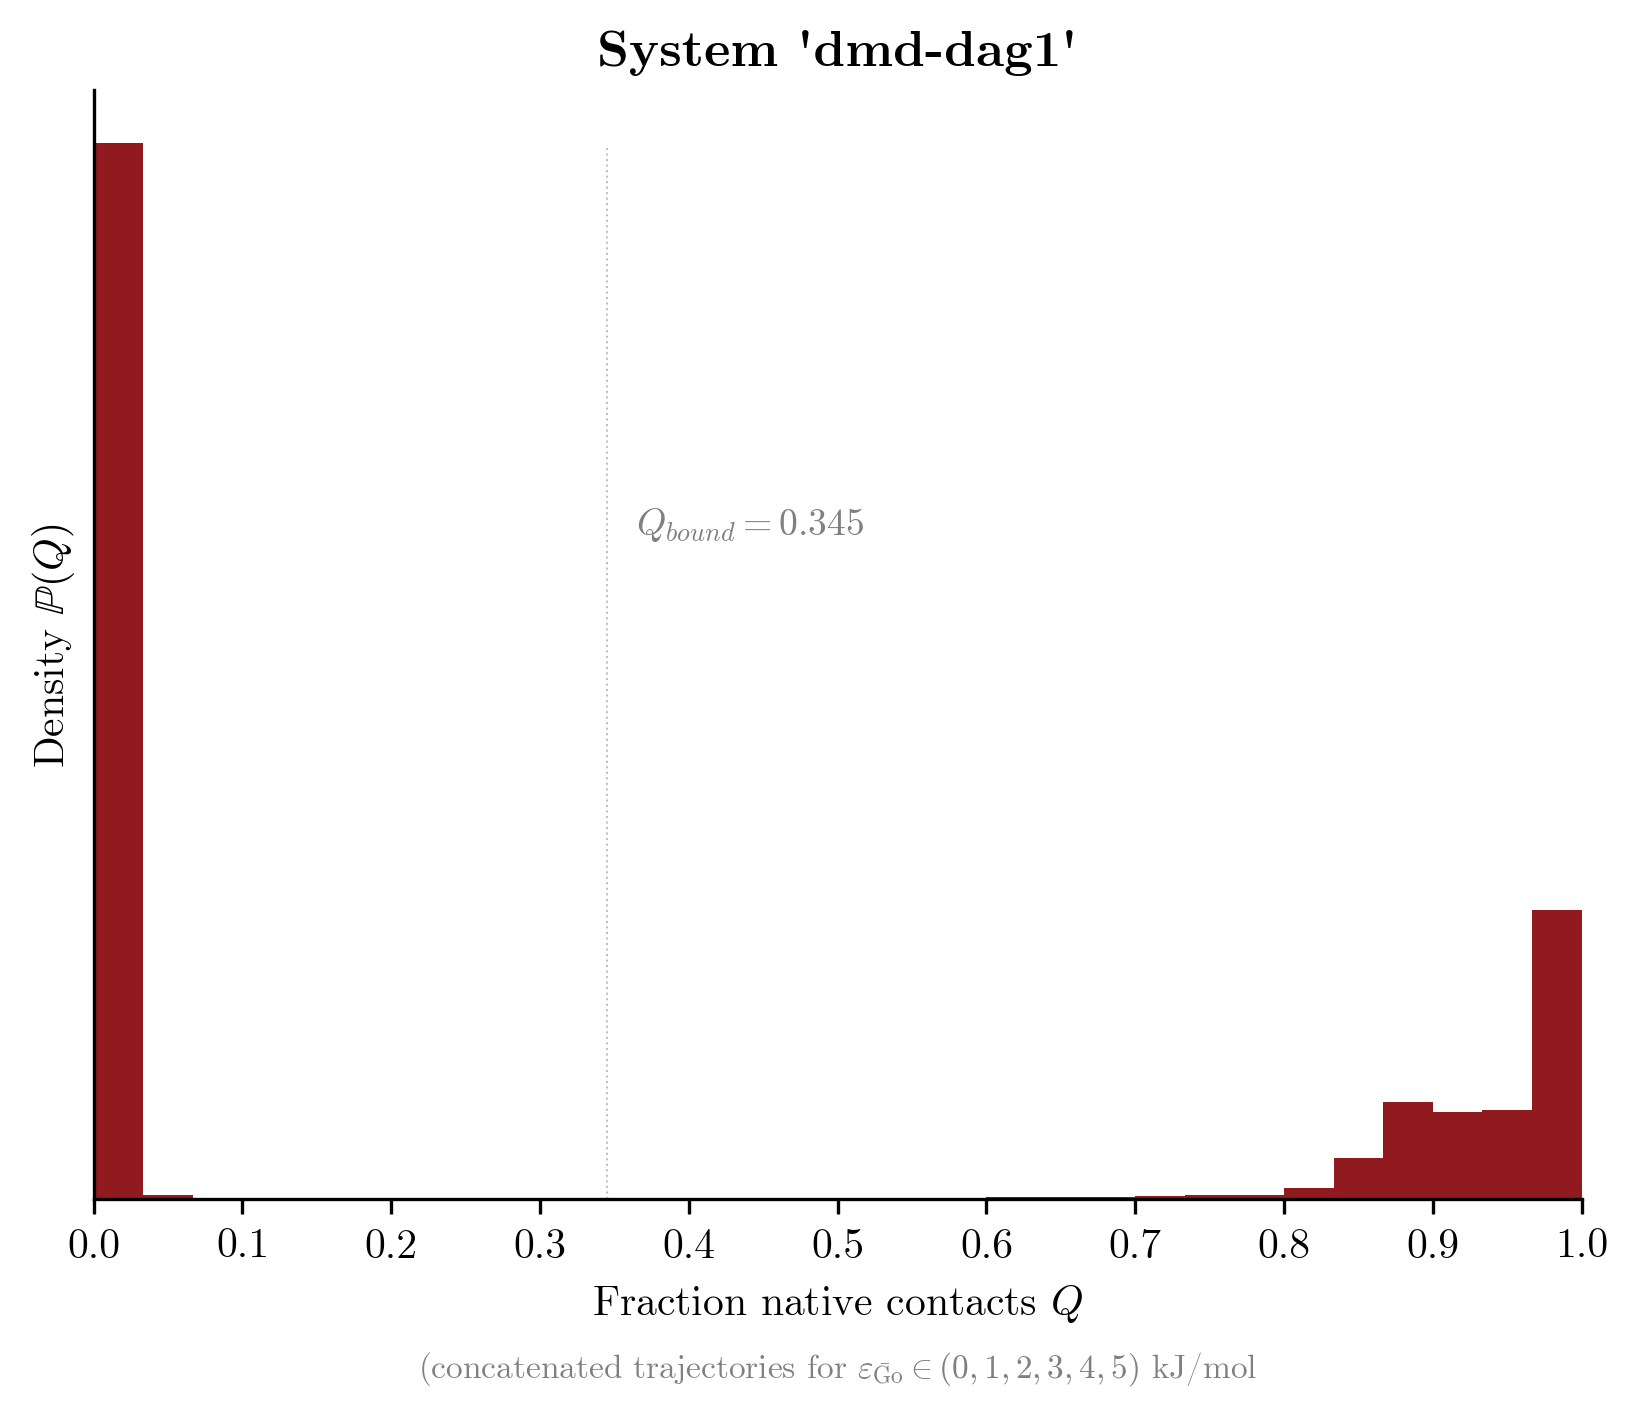 System 'dmd-dag1'
Density ℙ(Q)
Q_bound = 0.345
0.0 0.1 0.2 0.3 0.4 0.5 0.6 0.7 0.8 0.9 1.0
Fraction native contacts Q
(concatenated trajectories for ε_Ḡo ∈ (0, 1, 2, 3, 4, 5) kJ/mol